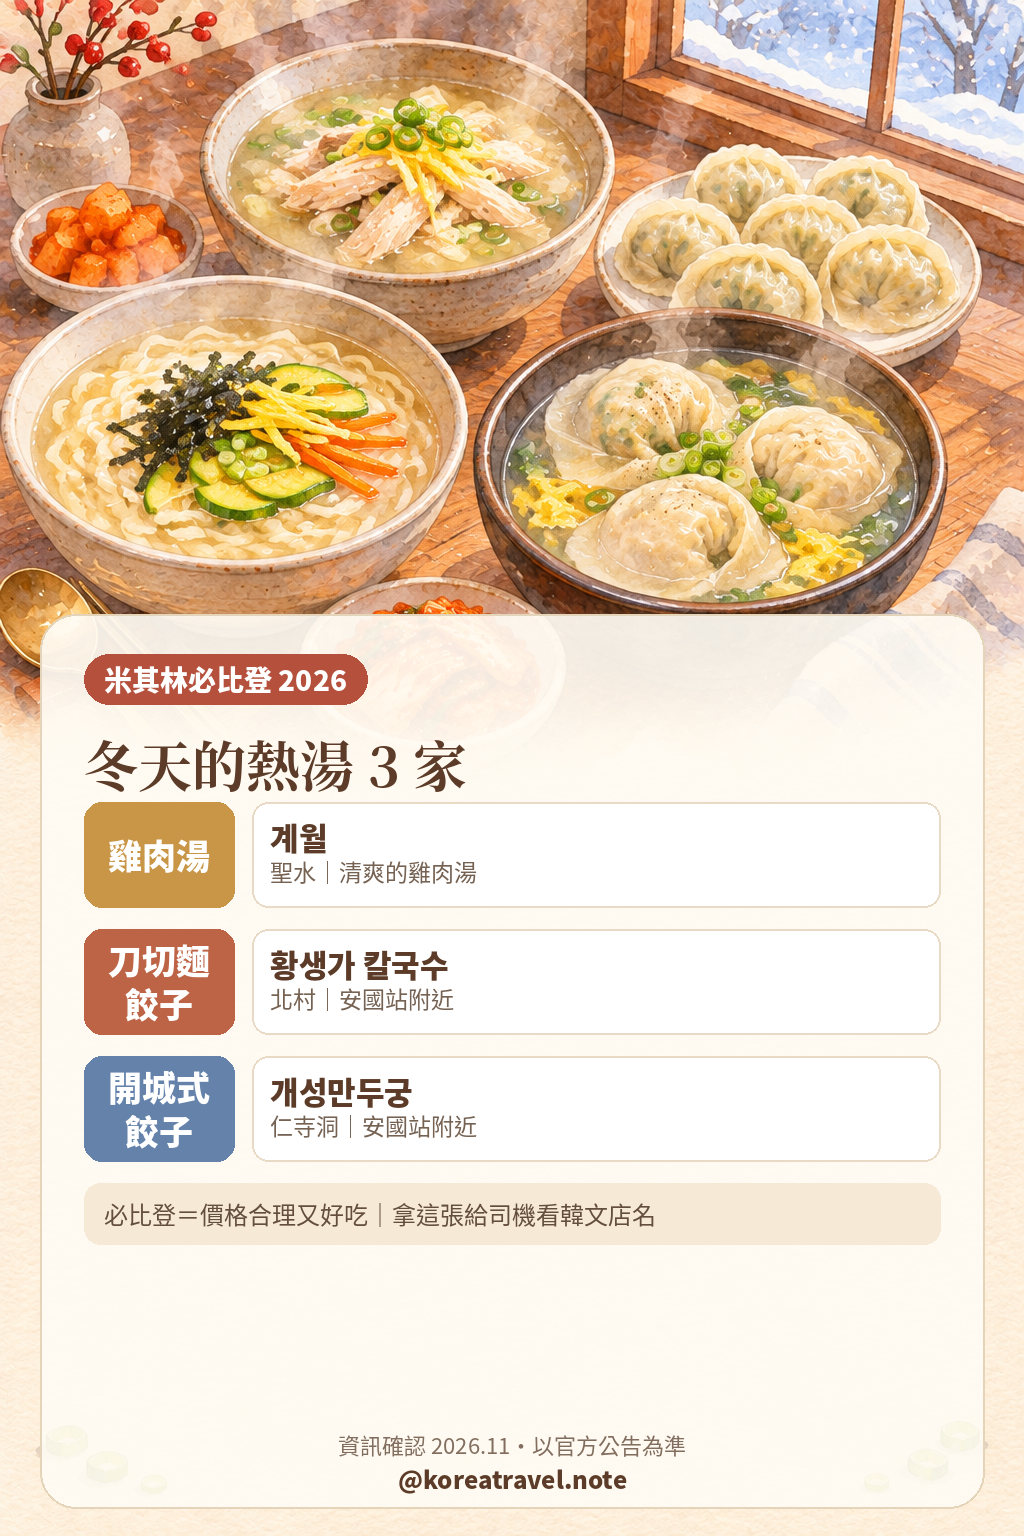 米其林必比登 2026
冬天的熱湯 3 家
雞肉湯
계월
聖水｜清爽的雞肉湯
刀切麵
餃子
황생가 칼국수
北村｜安國站附近
開城式
餃子
개성만두궁
仁寺洞｜安國站附近
必比登＝價格合理又好吃｜拿這張給司機看韓文店名
資訊確認 2026.11・以官方公告為準
@koreatravel.note